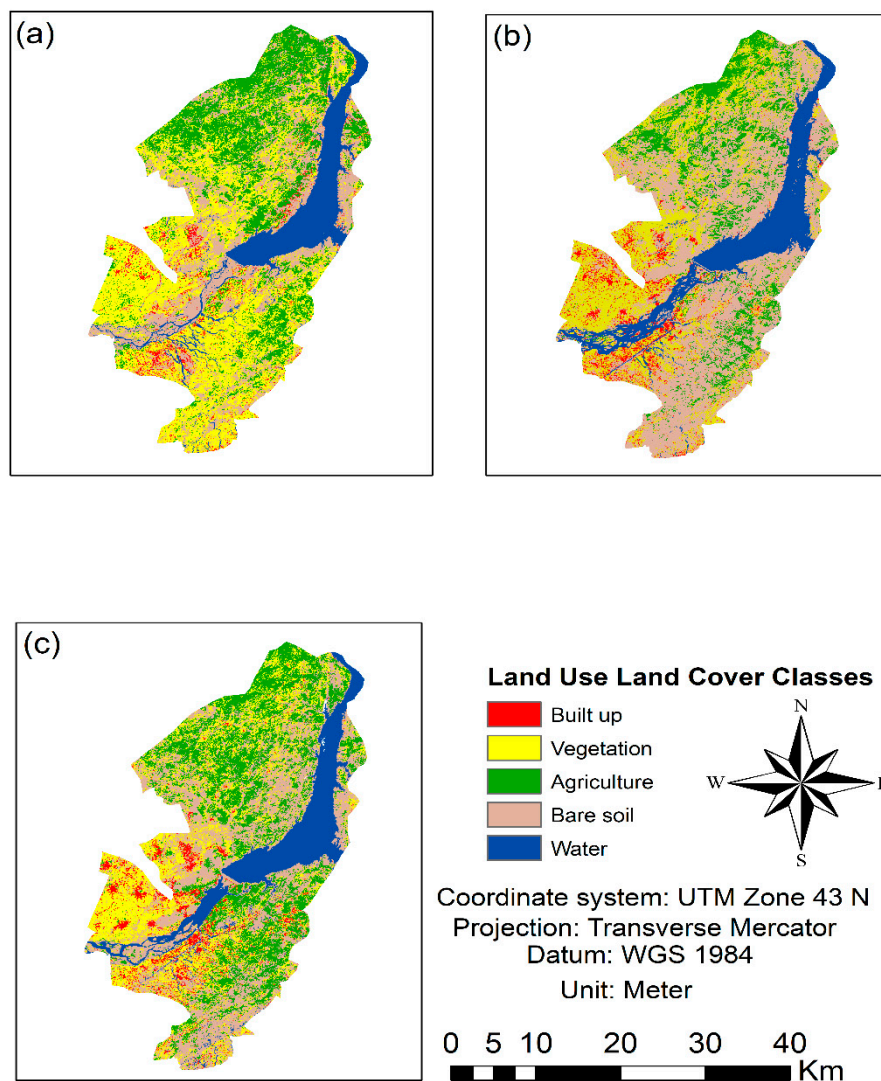 (a)
(b)
(c)
Land Use Land Cover Classes
Built up
Vegetation
Agriculture
Bare soil
Water
N
W
S
Coordinate system: UTM Zone 43 N
Projection: Transverse Mercator
Datum: WGS 1984
Unit: Meter
0 5 10 20 30 40
Km